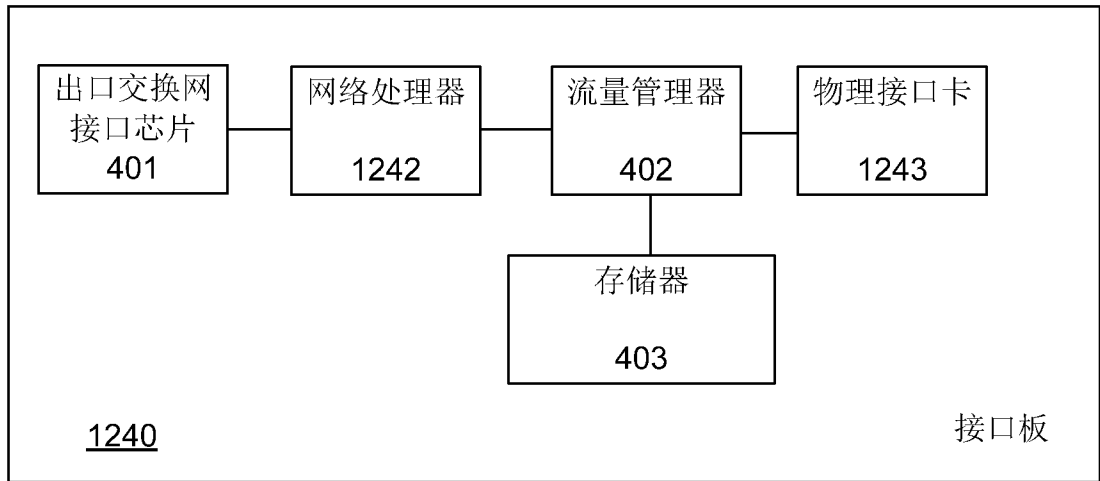 出口交换网
接口芯片
401
网络处理器
1242
流量管理器
402
物理接口卡
1243
存储器
403
1240
接口板